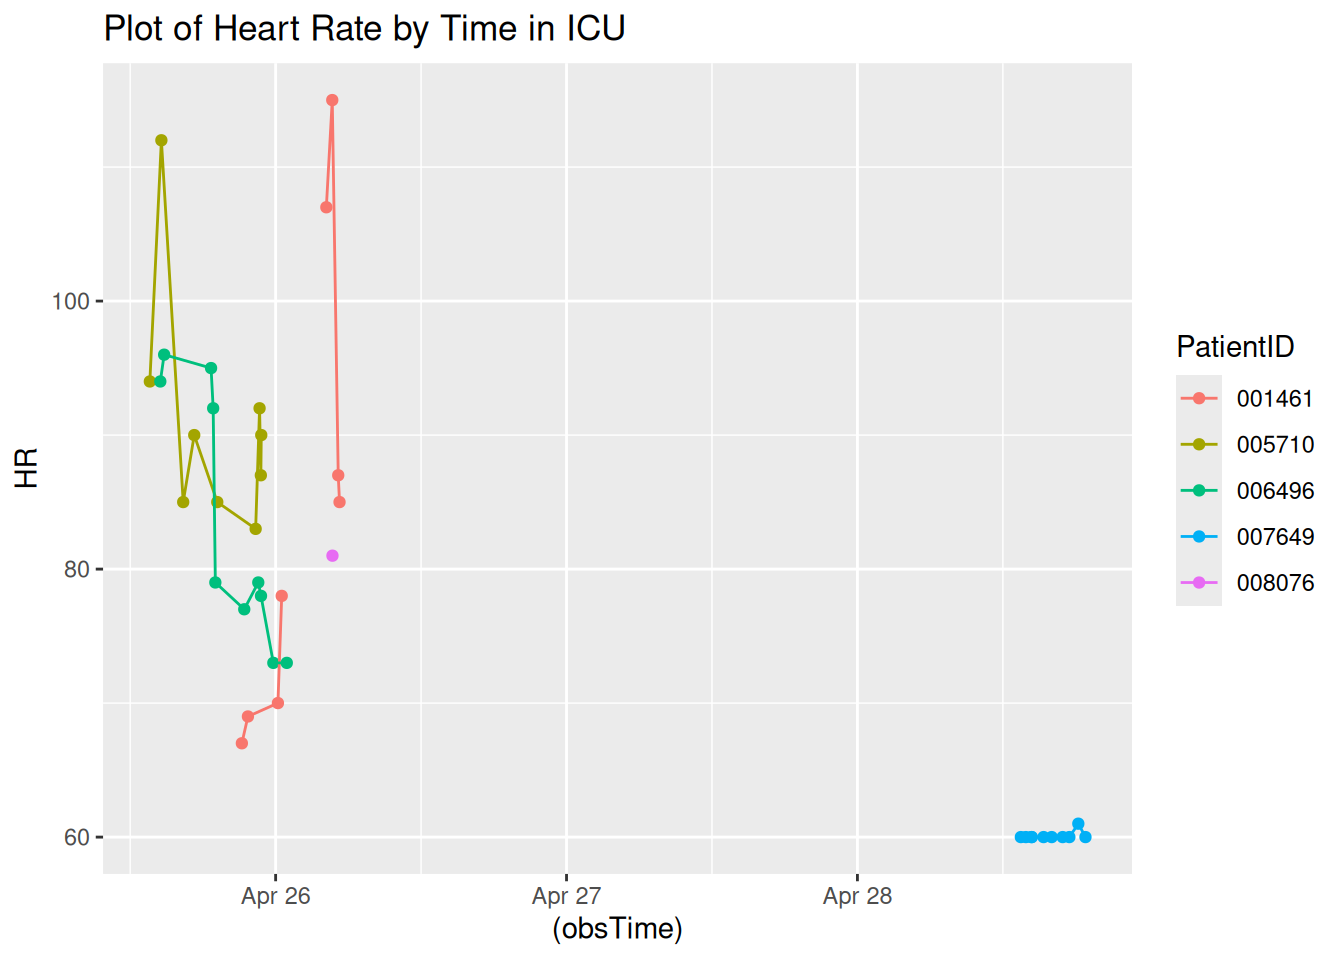 Plot of Heart Rate by Time in ICU
HR
100
80
60
Apr 26
Apr 27
Apr 28
(obsTime)
PatientID
001461
005710
006496
007649
008076